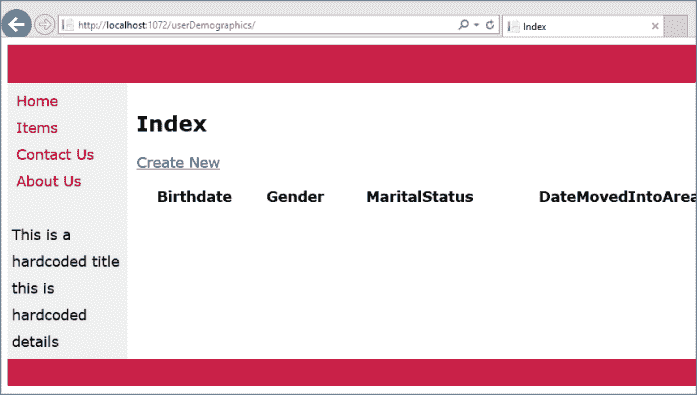 http://localhost:1072/userDemographics/
Index
Home
Items
Contact Us
About Us
This is a
hardcoded title
this is
hardcoded
details
Index
Create New
Birthdate Gender MaritalStatus DateMovedIntoArea